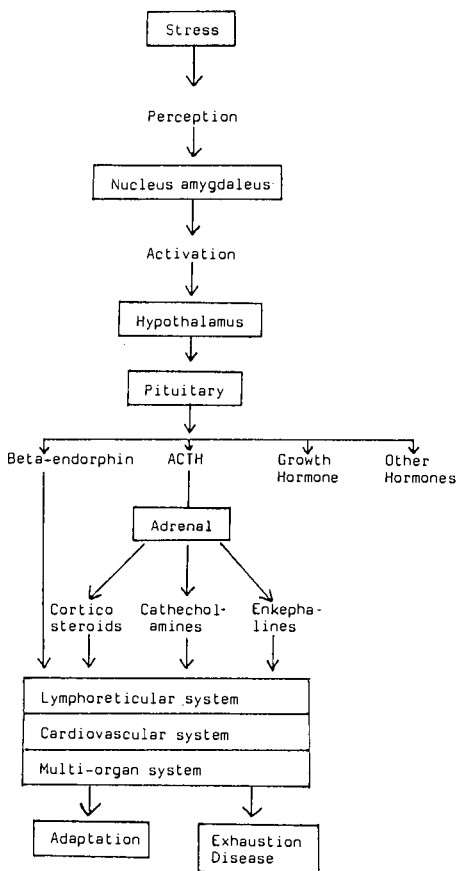 Stress
Perception
Nucleus amygdaleus
Activation
Hypothalamus
Pituitary
Beta-endorphin
ACTH
Growth
Hormone
Other
Hormones
Adrenal
Cortico
steroids
Cathechol-
amines
Enkepha-
lines
Lymphoreticular system
Cardiovascular system
Multi-organ system
Adaptation
Exhaustion
Disease